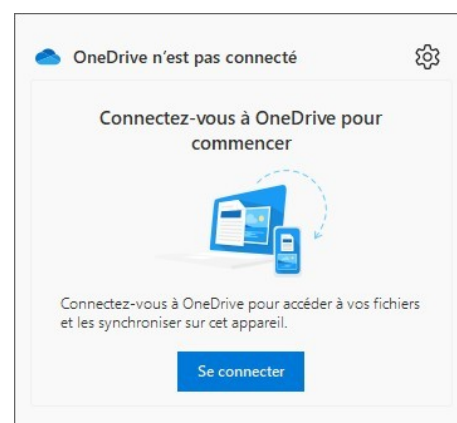 OneDrive n’est pas connecté
Connectez-vous à OneDrive pour
commencer
Connectez-vous à OneDrive pour accéder à vos fichiers
et les synchroniser sur cet appareil.
Se connecter